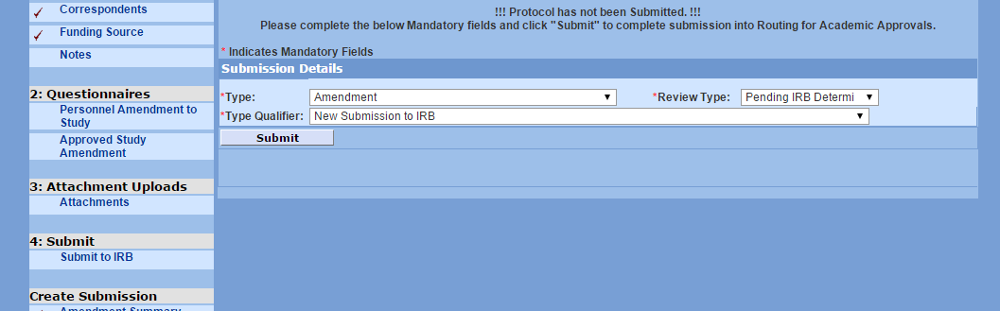 Correspondents
Funding Source
Notes
2: Questionnaires
Personnel Amendment to
Study
Approved Study
Amendment
3: Attachment Uploads
Attachments
4: Submit
Submit to IRB
Create Submission
Amendment Summary
!!! Protocol has not been Submitted. !!!
Please complete the below Mandatory fields and click "Submit" to complete submission into Routing for Academic Approvals.
* Indicates Mandatory Fields
Submission Details
*Type: Amendment *Review Type: Pending IRB Determi
*Type Qualifier: New Submission to IRB
Submit